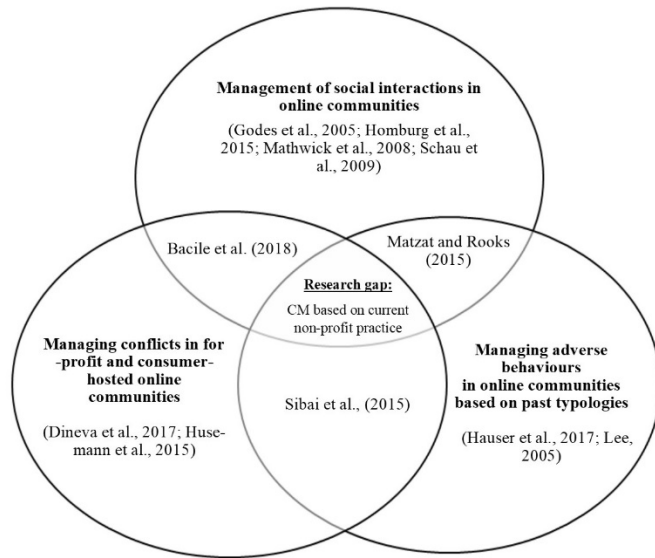 Management of social interactions in
online communities
(Godes et al., 2005; Homburg et al.,
2015; Mathwick et al., 2008; Schau et
al., 2009)
Bacile et al. (2018)
Matzat and Rooks
(2015)
Research gap:
CM based on current
non-profit practice
Managing conflicts in for
-profit and consumer-
hosted online
communities
(Dineva et al., 2017; Huse-
mann et al., 2015)
Sibai et al., (2015)
Managing adverse
behaviours
in online communities
based on past typologies
(Hauser et al., 2017; Lee,
2005)